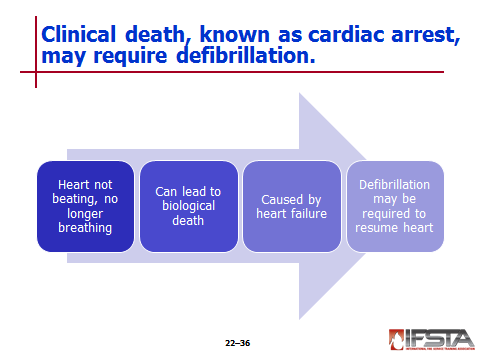 Clinical death, known as cardiac arrest,
may require defibrillation.
Heart not
beating, no
longer
breathing
Can lead to
biological
death
Caused by
heart failure
Defibrillation
may be
required to
resume heart
22–36
IFSTA
INTERNATIONAL FIRE SERVICE TRAINING ASSOCIATION